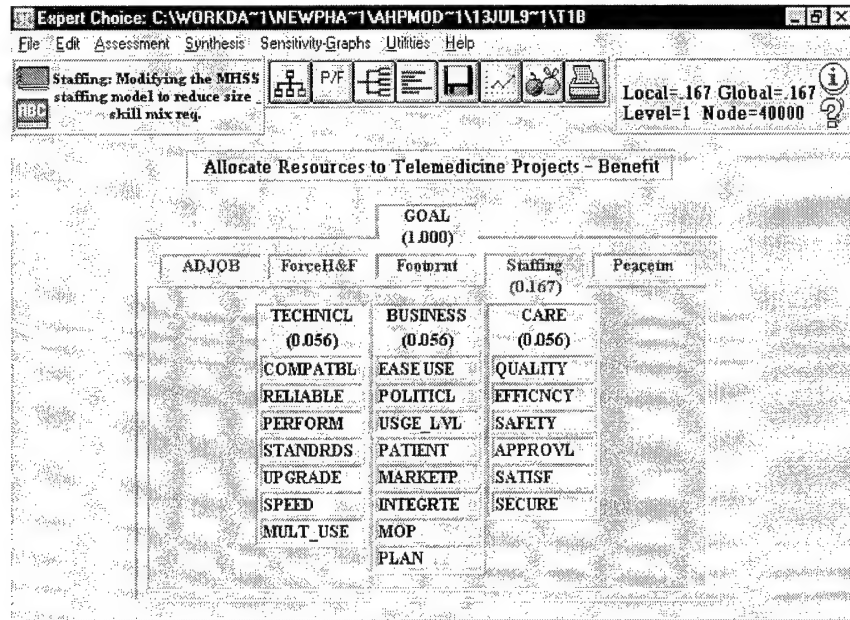 Expert Choice: C:\WORKDA~1\NEWPHA~1\AHPMOD~1\13JUL9~1\T1B
File Edit Assessment Synthesis Sensitivity-Graphs Utilities Help
Staffing: Modifying the MHSS
staffing model to reduce size _
skill mix req.
ABC
P/F
Local=.167 Global=.167
Level=1 Node=40000
Allocate Resources to Telemedicine Projects - Benefit
GOAL
(1.000)
ADJOB ForceH&F Footprnt Staffing Peacetm
(0.167)
TECHNICL BUSINESS CARE
(0.056) (0.056) (0.056)
COMPATBL EASE USE QUALITY
RELIABLE POLITICL EFFICNCY
PERFORM USGE_LVL SAFETY
STANDRDS PATIENT APPROVL
UPGRADE MARKETP SATISF
SPEED INTEGRTE SECURE
MULT_USE MOP
PLAN